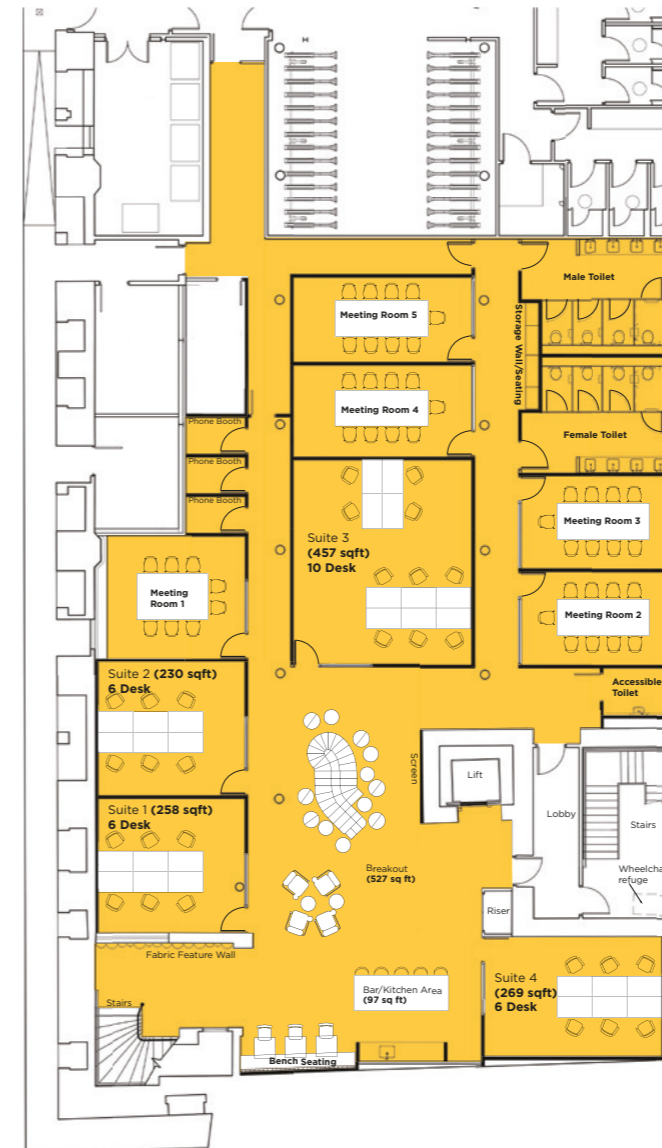 Male Toilet
Meeting Room 5
Storage Wall/Seating
Meeting Room 4
Phone Booth
Female Toilet
Phone Booth
Phone Booth
Meeting Room 3
Suite 3
(457 sqft)
10 Desk
Meeting
Room 1
Meeting Room 2
Suite 2 (230 sqft)
6 Desk
Accessible
Toilet
Screen
Lift
Suite 1 (258 sqft)
6 Desk
Lobby
Stairs
Breakout
(527 sq ft)
Wheelcha
refuge
Riser
Fabric Feature Wall
Suite 4
(269 sqft)
6 Desk
Bar/Kitchen Area
(97 sq ft)
Stairs
Bench Seating